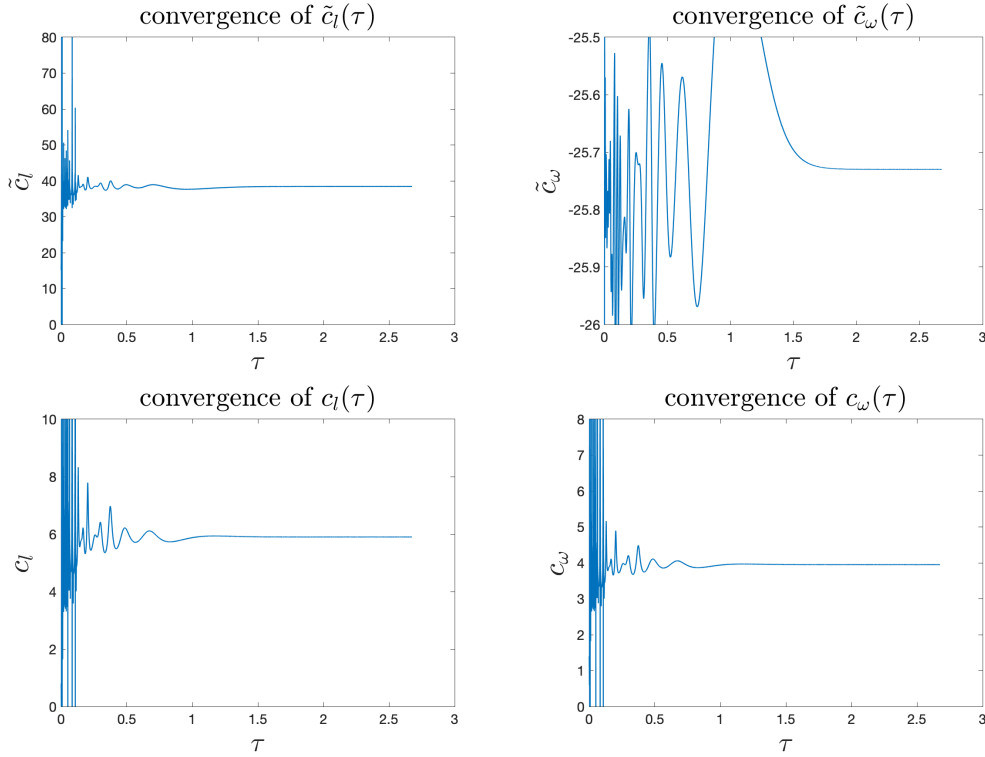 convergence of c̃_l(τ)
80
70
60
50
40
30
20
10
0
c̃_l
0 0.5 1 1.5 2 2.5 3
τ
convergence of c̃_ω(τ)
-25.5
-25.6
-25.7
-25.8
-25.9
-26
c̃_ω
0 0.5 1 1.5 2 2.5 3
τ
convergence of c_l(τ)
10
8
6
4
2
0
c_l
0 0.5 1 1.5 2 2.5 3
τ
convergence of c_ω(τ)
8
7
6
5
4
3
2
1
0
c_ω
0 0.5 1 1.5 2 2.5 3
τ